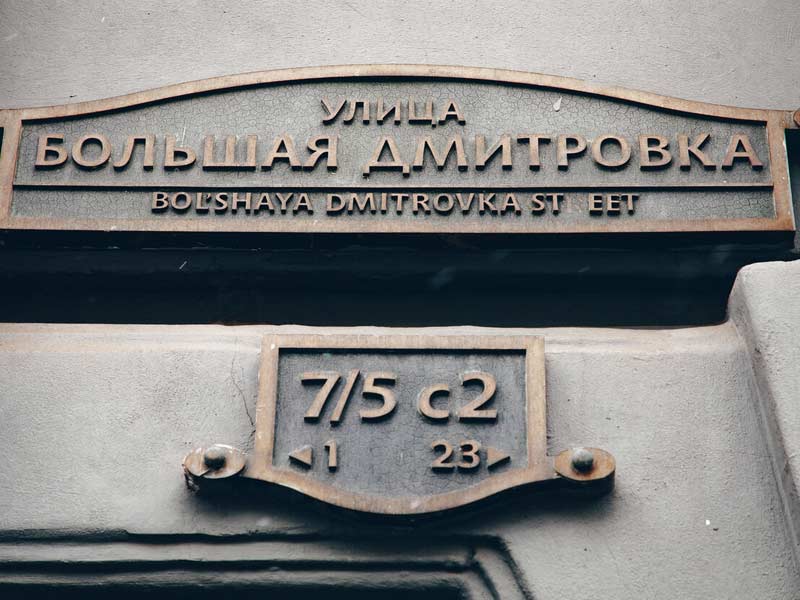 УЛИЦА
БОЛЬШАЯ ДМИТРОВКА
BOL'SHAYA DMITROVKA ST EET
7/5 с2
◄1 23►